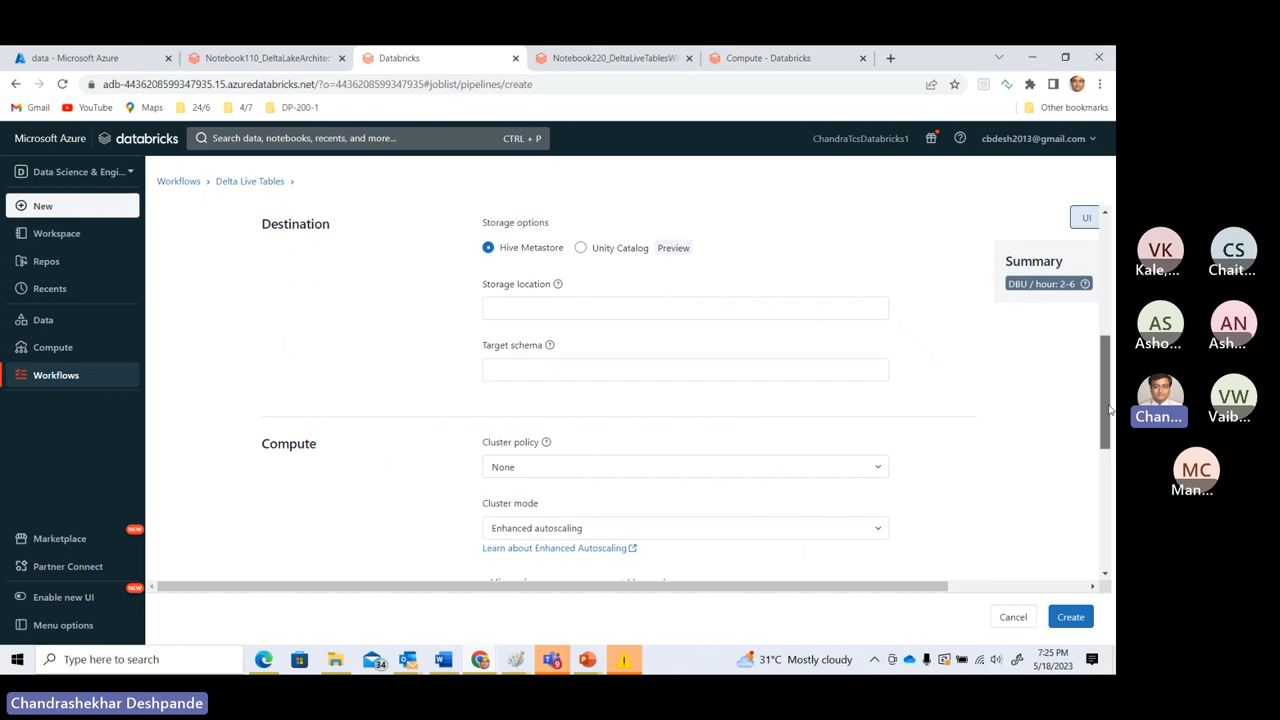 data - Microsoft Azure
Notebook110_DeltaLakeArchitec
Databricks
Notebook220_DeltaLiveTablesW
Compute - Databricks
adb-4436208599347935.15.azuredatabricks.net/?o=4436208599347935#joblist/pipelines/create
Gmail
YouTube
Maps
24/6
4/7
DP-200-1
Other bookmarks
Microsoft Azure
databricks
Search data, notebooks, recents, and more...
CTRL + P
ChandraTcsDatabricks1
cbdesh2013@gmail.com
D
Data Science & Engi...
New
Workspace
Repos
Recents
Data
Compute
Workflows
Marketplace
NEW
Partner Connect
Enable new UI
NEW
Menu options
Workflows > Delta Live Tables >
Destination
Storage options
Hive Metastore
Unity Catalog
Preview
Storage location
Target schema
Compute
Cluster policy
None
Cluster mode
Enhanced autoscaling
Learn about Enhanced Autoscaling
UI
Summary
DBU / hour: 2–6
Cancel
Create
VK
Kale,...
CS
Chait...
AS
Asho...
AN
Ash...
Chan...
VW
Vaib...
MC
Man...
Type here to search
34
9
31°C Mostly cloudy
7:25 PM
5/18/2023
Chandrashekhar Deshpande